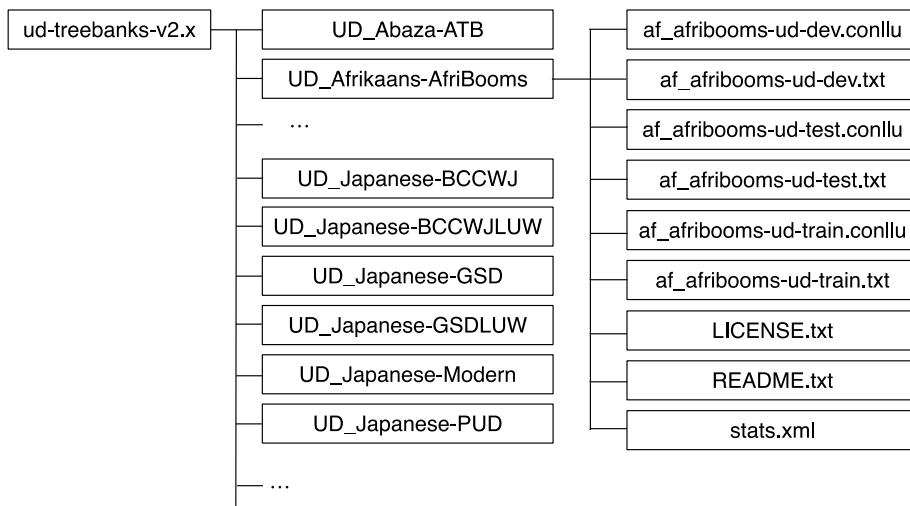 ud-treebanks-v2.x
UD_Abaza-ATB
UD_Afrikaans-AfriBooms
...
UD_Japanese-BCCWJ
UD_Japanese-BCCWJLUW
UD_Japanese-GSD
UD_Japanese-GSDLUW
UD_Japanese-Modern
UD_Japanese-PUD
...
af_afribooms-ud-dev.conllu
af_afribooms-ud-dev.txt
af_afribooms-ud-test.conllu
af_afribooms-ud-test.txt
af_afribooms-ud-train.conllu
af_afribooms-ud-train.txt
LICENSE.txt
README.txt
stats.xml